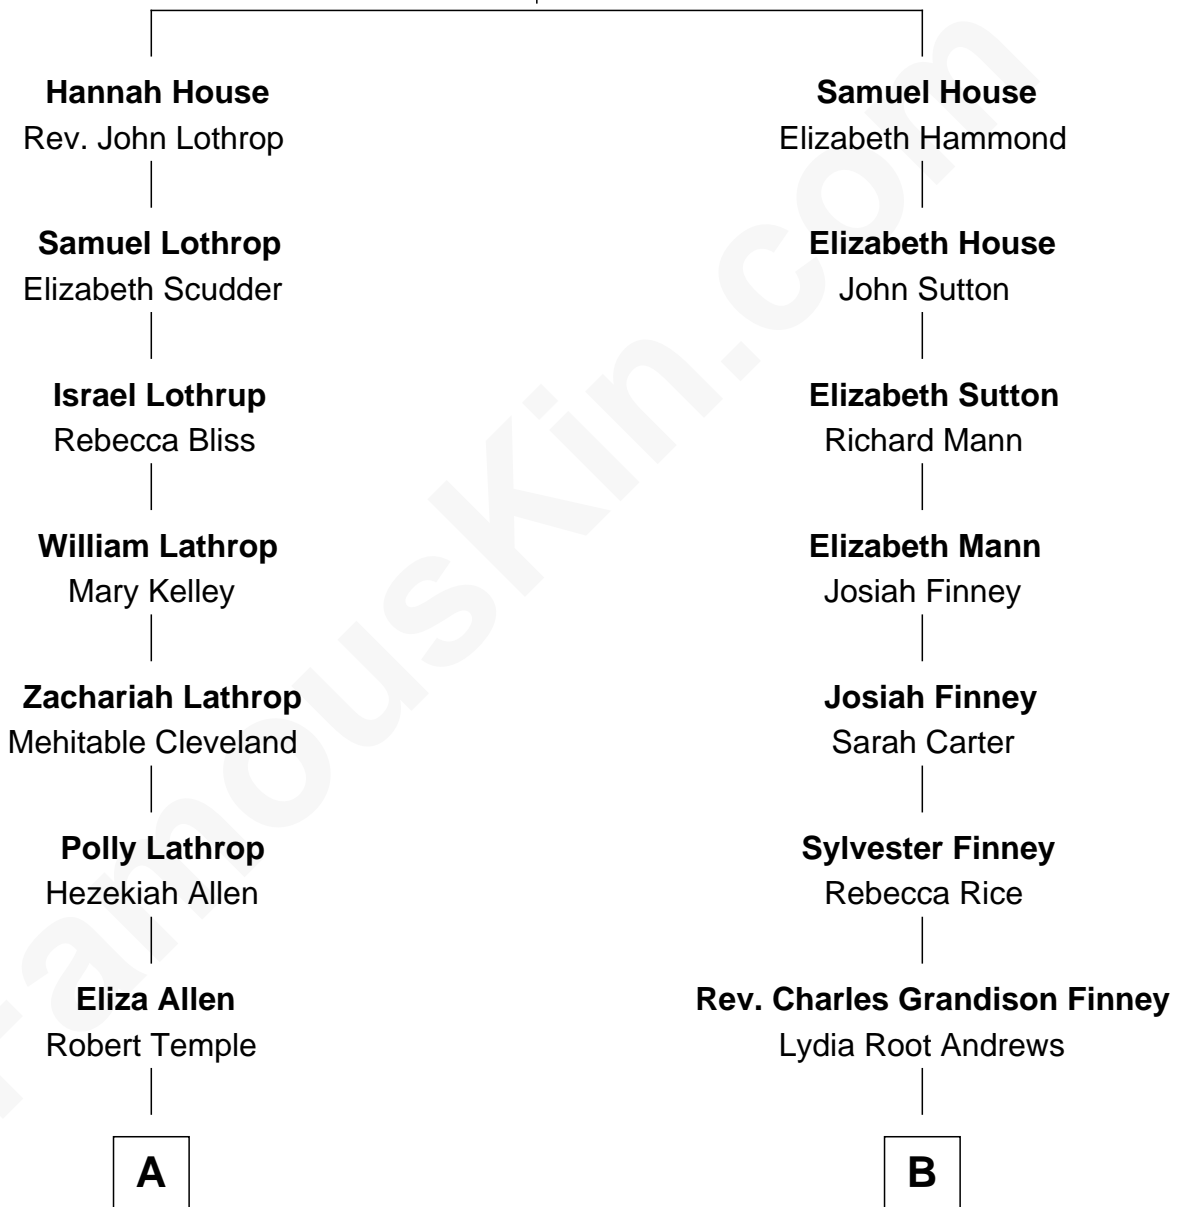 Hannah House
Rev. John Lothrop
Samuel House
Elizabeth Hammond
Samuel Lothrop
Elizabeth Scudder
Elizabeth House
John Sutton
Israel Lothrup
Rebecca Bliss
Elizabeth Sutton
Richard Mann
William Lathrop
Mary Kelley
Elizabeth Mann
Josiah Finney
Zachariah Lathrop
Mehitable Cleveland
Josiah Finney
Sarah Carter
Polly Lathrop
Hezekiah Allen
Sylvester Finney
Rebecca Rice
Eliza Allen
Robert Temple
Rev. Charles Grandison Finney
Lydia Root Andrews
A
B
FamousKin.com